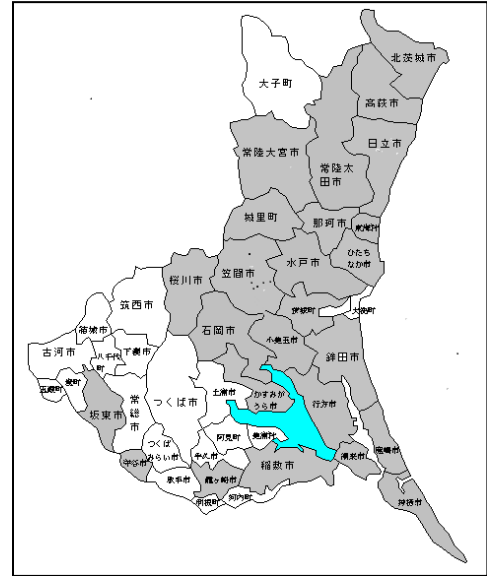 北茨城市
大子町
高萩市
日立市
常陸大宮市
常陸太
田市
城里町
那珂市
東海村
ひたち
なか市
水戸市
笠間市
桜川市
筑西市
茨城町
大洗町
結城市
石岡市
小美玉市
鉾田市
古河市
八千代
町
下妻市
五霞町
境町
坂東市
常総市
つくば市
土浦市
かすみが
うら市
行方市
つくば
みらい市
阿見町
美浦村
牛久市
稲敷市
潮来市
鹿嶋市
守谷市
取手市
龍ヶ崎市
利根町
河内町
神栖市